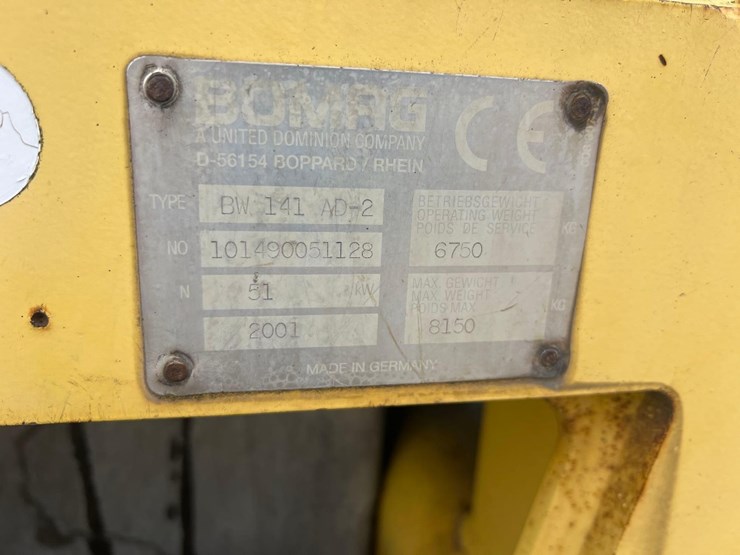 BOMAG
A UNITED DOMINION COMPANY
D-56154 BOPPARD / RHEIN
CE
TYPE BW 141 AD-2
NO 101490051128
N 51 KW
2001
BETRIEBSGEWICHT
OPERATING WEIGHT
POIDS DE SERVICE
6750 KG
MAX. GEWICHT
MAX. WEIGHT
POIDS MAX.
8150 KG
MADE IN GERMANY